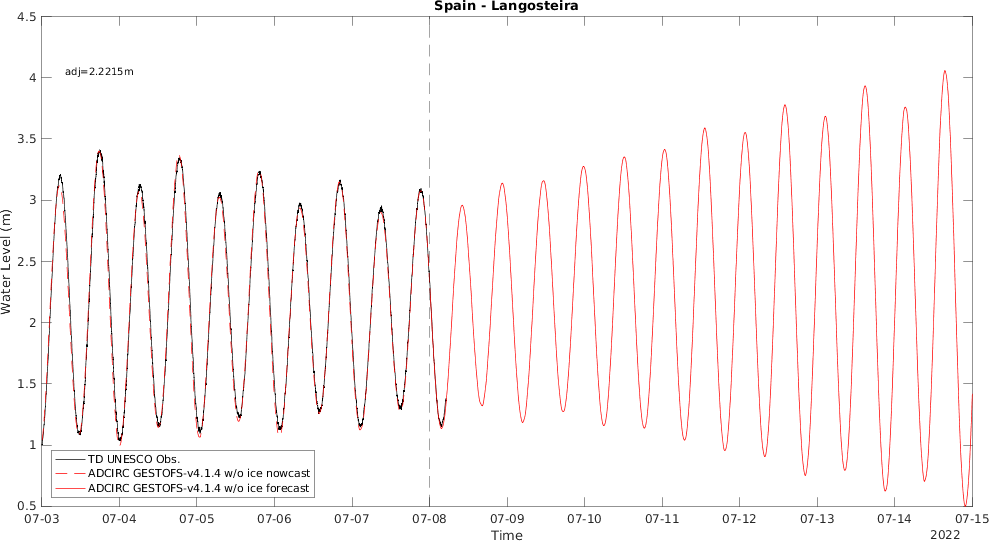 Spain - Langosteira
4.5
4
3.5
3
2.5
2
1.5
1
0.5
Water Level (m)
adj=2.2215m
TD UNESCO Obs.
ADCIRC GESTOFS-v4.1.4 w/o ice nowcast
ADCIRC GESTOFS-v4.1.4 w/o ice forecast
07-03 07-04 07-05 07-06 07-07 07-08 07-09 07-10 07-11 07-12 07-13 07-14 07-15
Time
2022